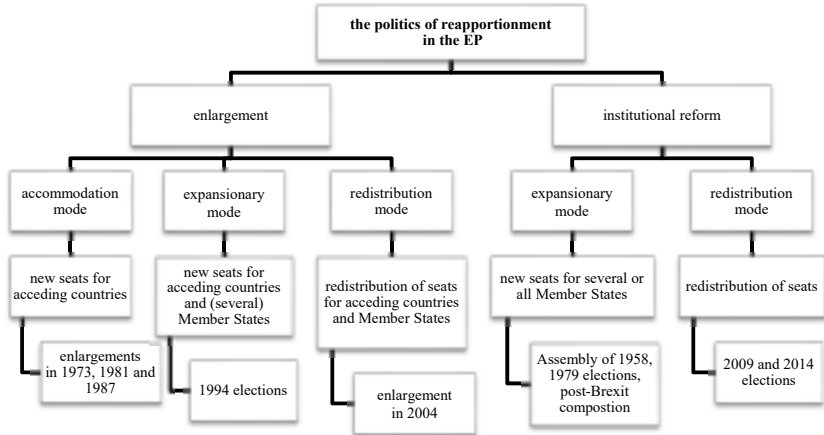 the politics of reapportionment
in the EP
enlargement
institutional reform
accommodation
mode
expansionary
mode
redistribution
mode
expansionary
mode
redistribution
mode
new seats for
acceding countries
new seats for
acceding countries
and (several)
Member States
redistribution of seats
for acceding countries
and Member States
new seats for several or
all Member States
redistribution of seats
enlargements
in 1973, 1981 and
1987
1994 elections
enlargement
in 2004
Assembly of 1958,
1979 elections,
post-Brexit
compostion
2009 and 2014
elections